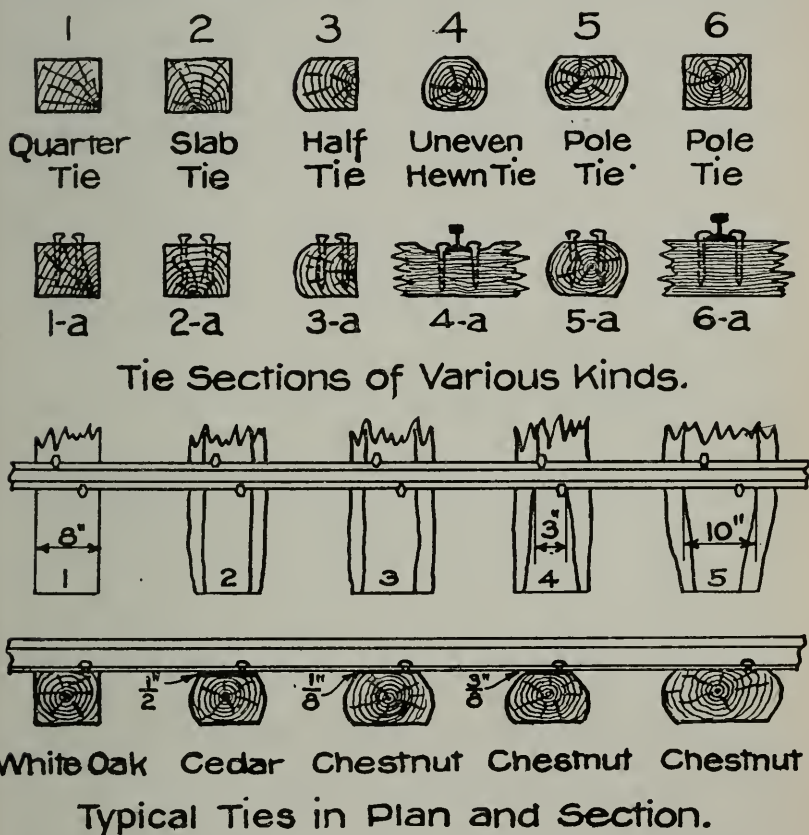 1 2 3 4 5 6
Quarter Slab Half Uneven Pole Pole
Tie Tie Tie Hewn Tie Tie Tie
1-a 2-a 3-a 4-a 5-a 6-a
Tie Sections of Various Kinds.
8" 3" 10"
1 2 3 4 5
1/2" 1/8" 3/8"
White Oak Cedar Chestnut Chestnut Chestnut
Typical Ties in Plan and Section.